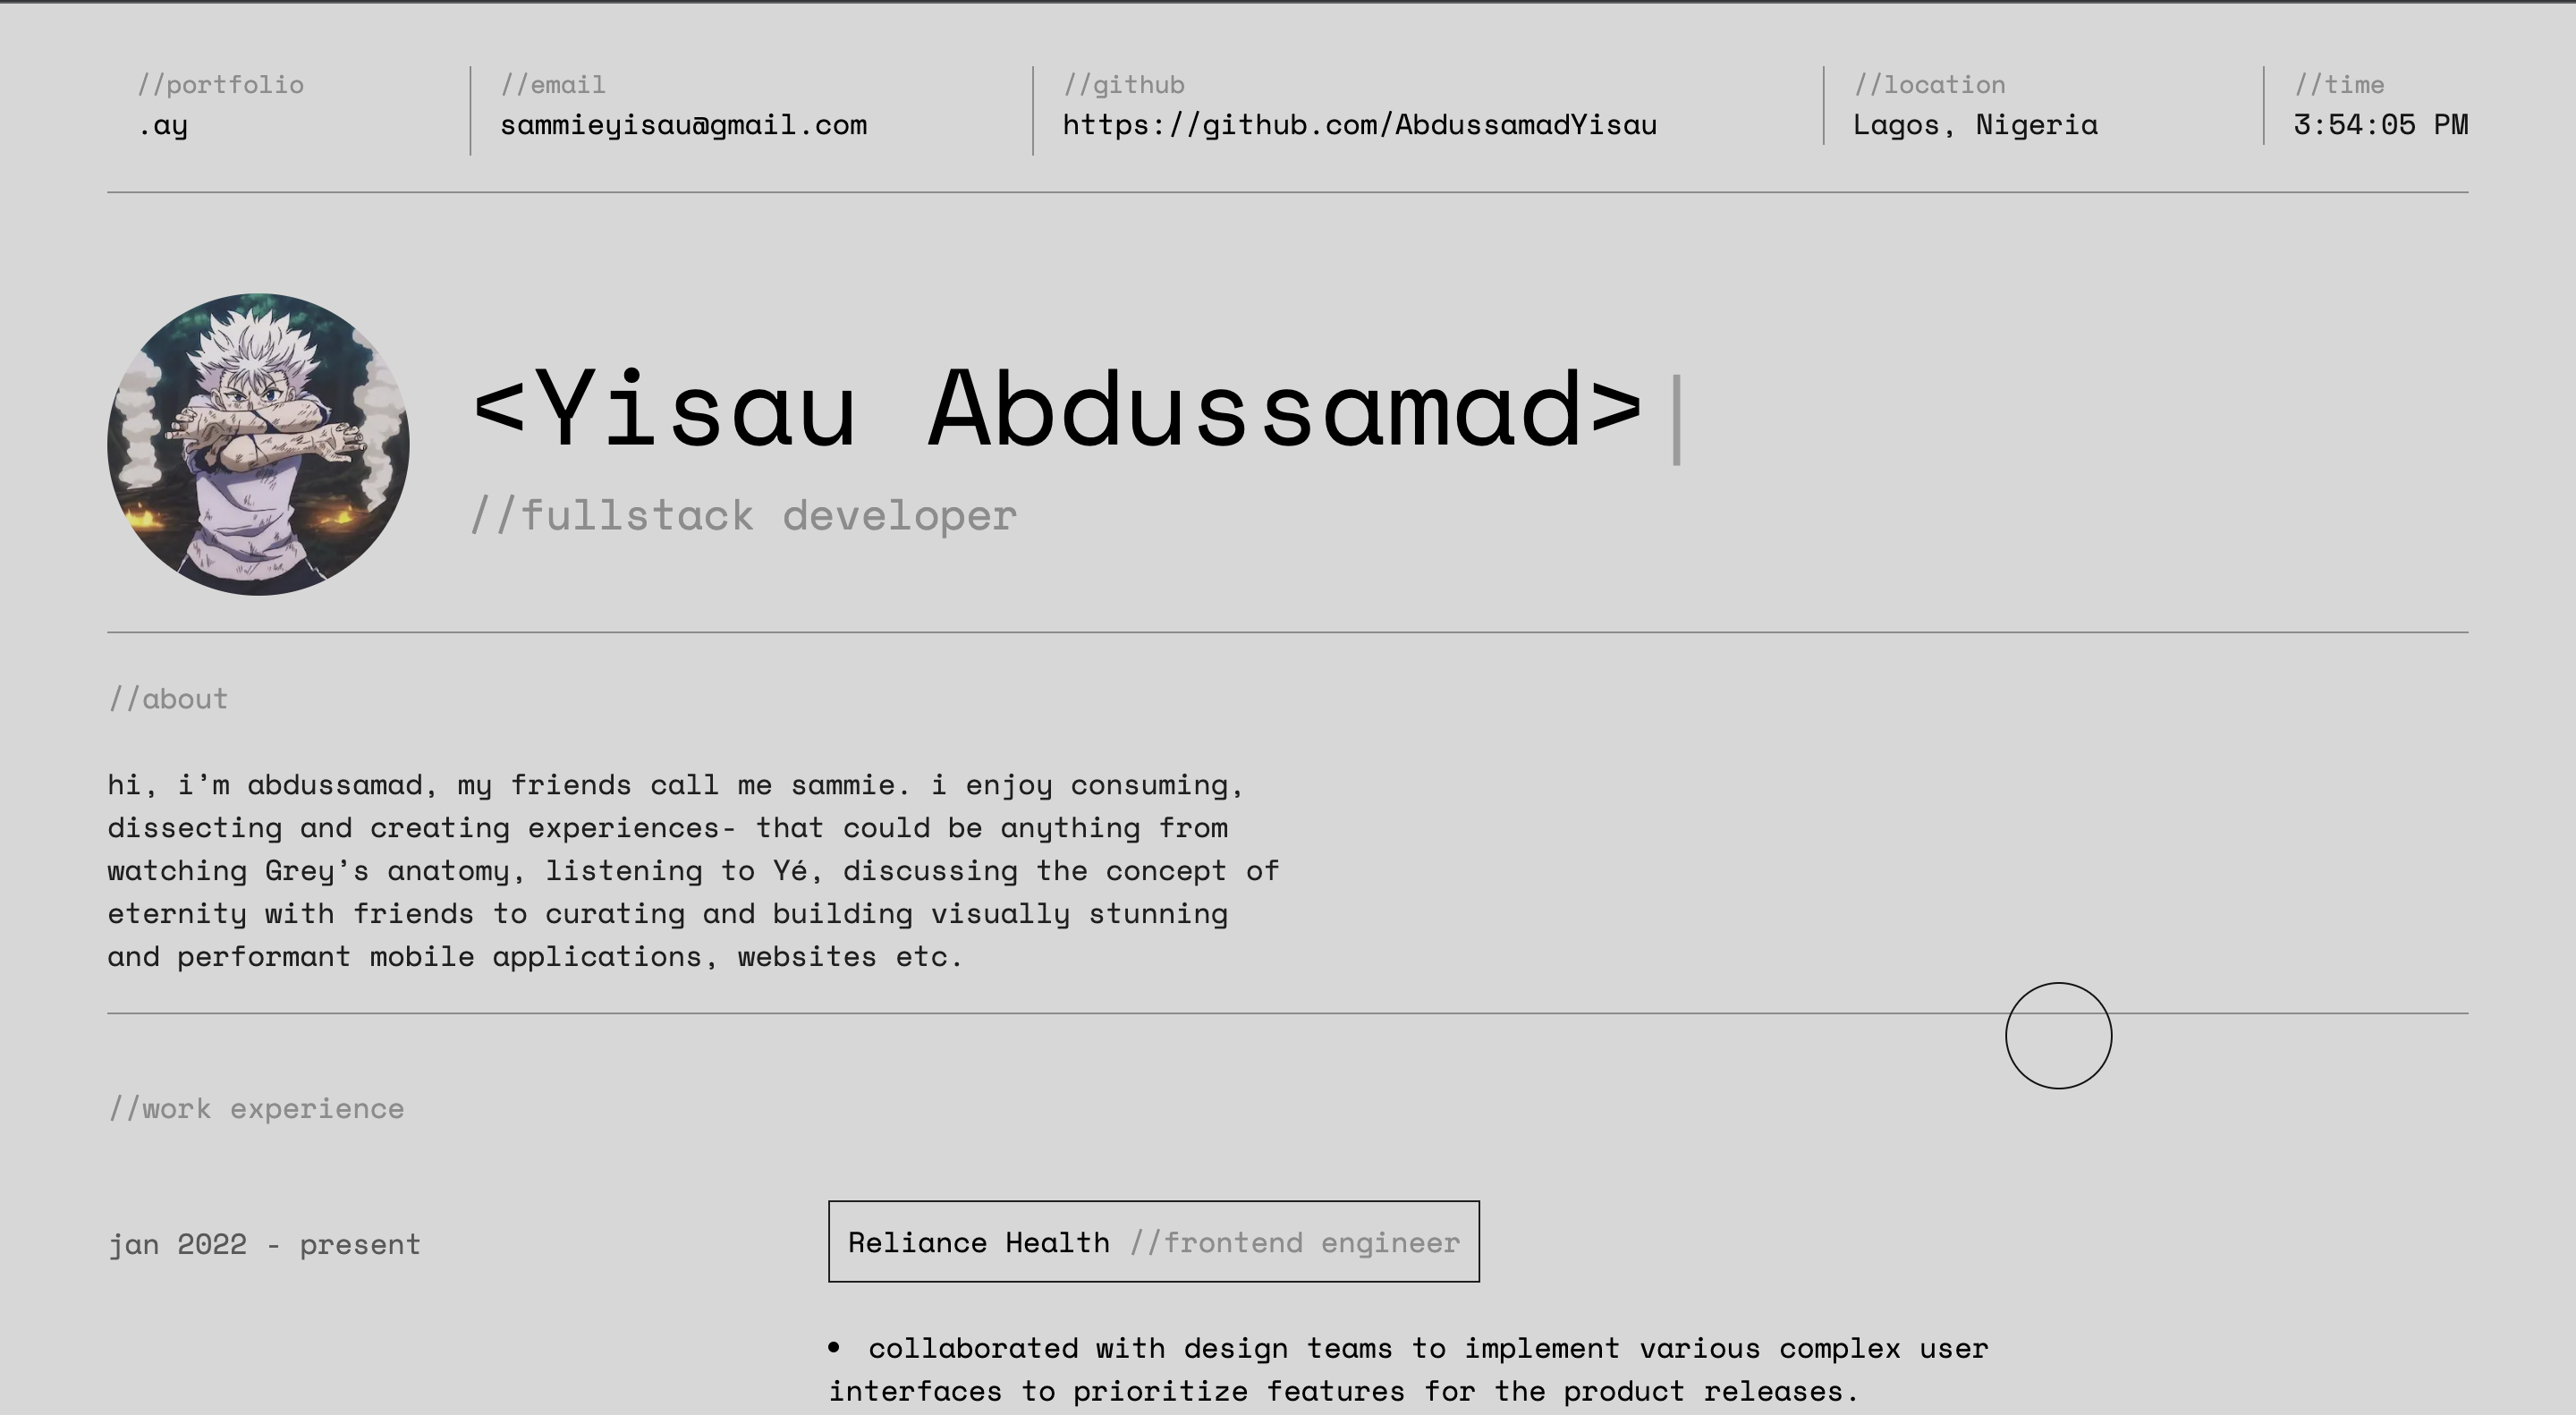 //portfolio
.ay
//email
sammieyisau@gmail.com
//github
https://github.com/AbdussamadYisau
//location
Lagos, Nigeria
//time
3:54:05 PM
<Yisau Abdussamad>|
//fullstack developer
//about
hi, i’m abdussamad, my friends call me sammie. i enjoy consuming,
dissecting and creating experiences- that could be anything from
watching Grey’s anatomy, listening to Yé, discussing the concept of
eternity with friends to curating and building visually stunning
and performant mobile applications, websites etc.
//work experience
jan 2022 - present
Reliance Health //frontend engineer
• collaborated with design teams to implement various complex user
interfaces to prioritize features for the product releases.